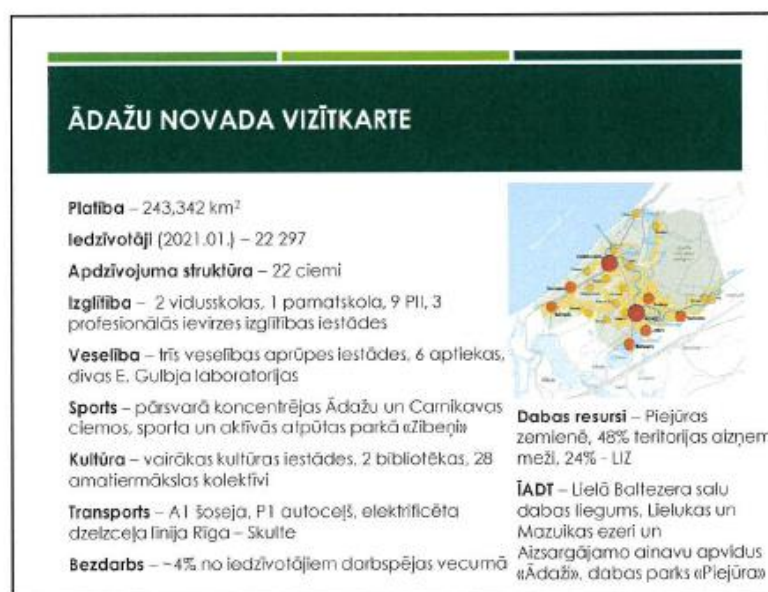 ĀDAŽU NOVADA VIZĪTKARTE
Platība – 243,342 km²
Iedzīvotāji (2021.01.) – 22 297
Apdzīvojuma struktūra – 22 ciemi
Izglītība – 2 vidusskolas, 1 pamatskola, 9 PII, 3
profesionālās ievirzes izglītības iestādes
Veselība – trīs veselības aprūpes iestādes, 6 aptiekas,
divas E. Gulbja laboratorijas
Sports – pārsvarā koncentrējas Ādažu un Carnikavas
ciemos, sporta un aktīvās atpūtas parkā «Zibeņi»
Kultūra – vairākas kultūras iestādes, 2 bibliotēkas, 28
amatiermākslas kolektīvi
Transports – A1 šoseja, P1 autoceļš, elektrificēta
dzelzceļa līnija Rīga – Skulte
Bezdarbs – ~4% no iedzīvotājiem darbspējas vecumā
Dabas resursi – Piejūras
zemienē, 48% teritorijas aizņem
meži, 24% - LIZ
ĪADT – Lielā Baltezera salu
dabas liegums, Lieluikas un
Mazuikas ezeri un
Aizsargājamo ainavu apvidus
«Ādaži», dabas parks «Piejūra»